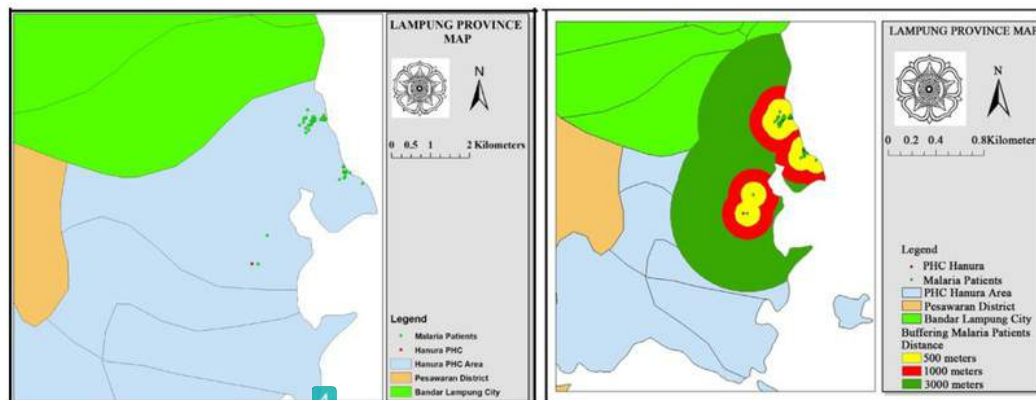 LAMPUNG PROVINCE
MAP
N
0 0.5 1 2 Kilometers
Legend
Malaria Patients
Hanura PHC
Hanura PHC Area
Pesawaran District
Bandar Lampung City
4
LAMPUNG PROVINCE MAP
N
0 0.2 0.4 0.8Kilometers
Legend
PHC Hanura
Malaria Patients
PHC Hanura Area
Pesawaran District
Bandar Lampung City
Buffering Malaria Patients
Distance
500 meters
1000 meters
3000 meters